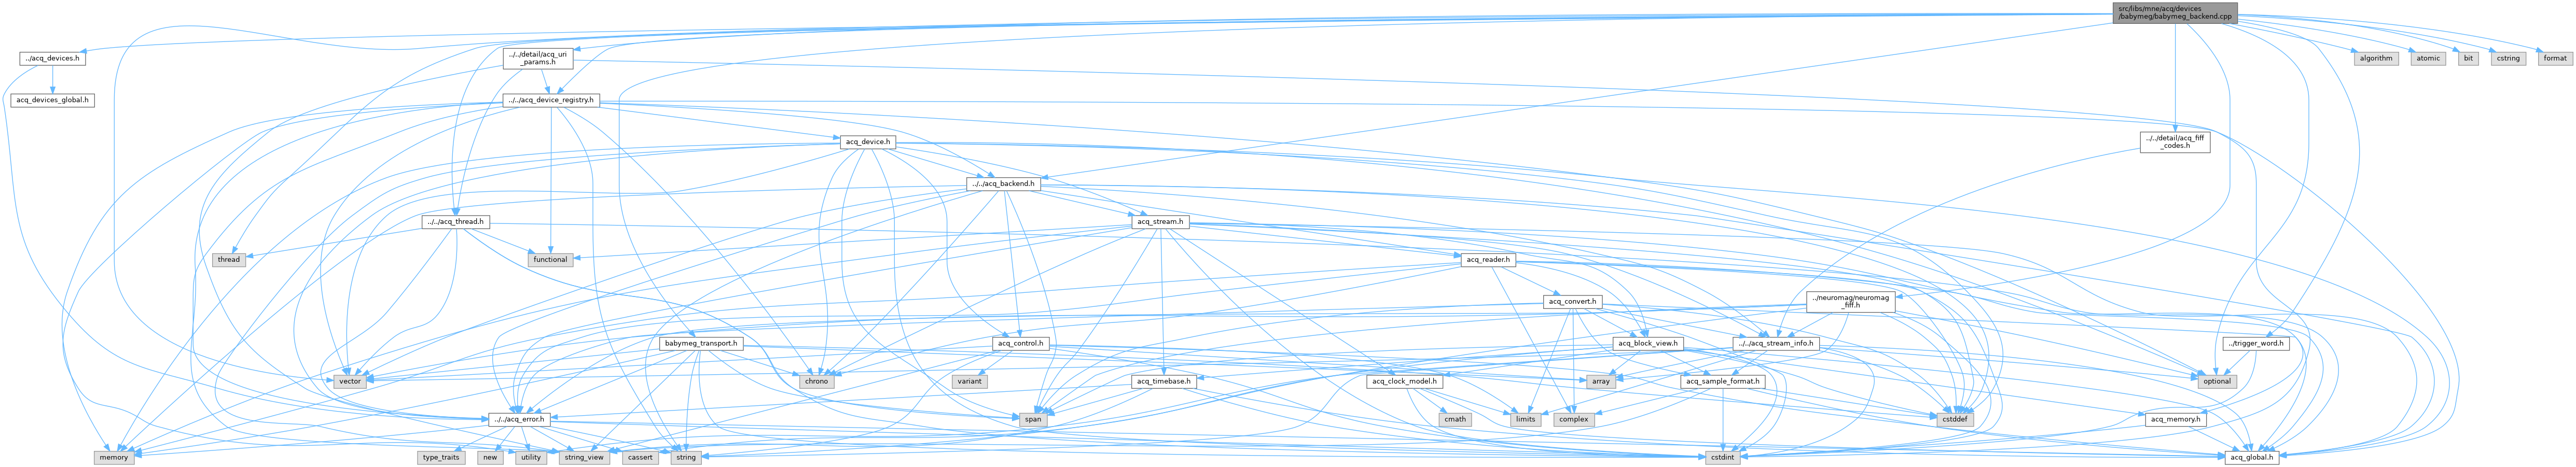 src/libs/mne/acq/devices
/babymeg/babymeg_backend.cpp
../acq_devices.h
../../detail/acq_uri
_params.h
algorithm
atomic
bit
cstring
format
acq_devices_global.h
../../acq_device_registry.h
acq_device.h
../../detail/acq_fiff
_codes.h
../../acq_backend.h
../../acq_thread.h
acq_stream.h
thread
functional
acq_reader.h
acq_convert.h
../neuromag/neuromag
_fiff.h
babymeg_transport.h
acq_control.h
acq_block_view.h
../../acq_stream_info.h
../trigger_word.h
vector
chrono
variant
acq_timebase.h
acq_clock_model.h
array
acq_sample_format.h
optional
../../acq_error.h
span
cmath
limits
complex
cstddef
acq_memory.h
memory
type_traits
new
utility
string_view
cassert
string
cstdint
acq_global.h